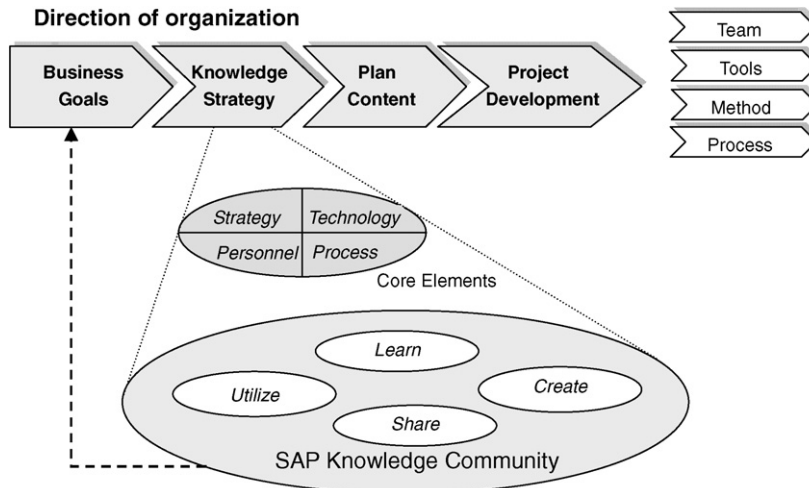 Direction of organization
Business
Goals
Knowledge
Strategy
Plan
Content
Project
Development
Team
Tools
Method
Process
Strategy
Technology
Personnel
Process
Core Elements
Learn
Utilize
Create
Share
SAP Knowledge Community